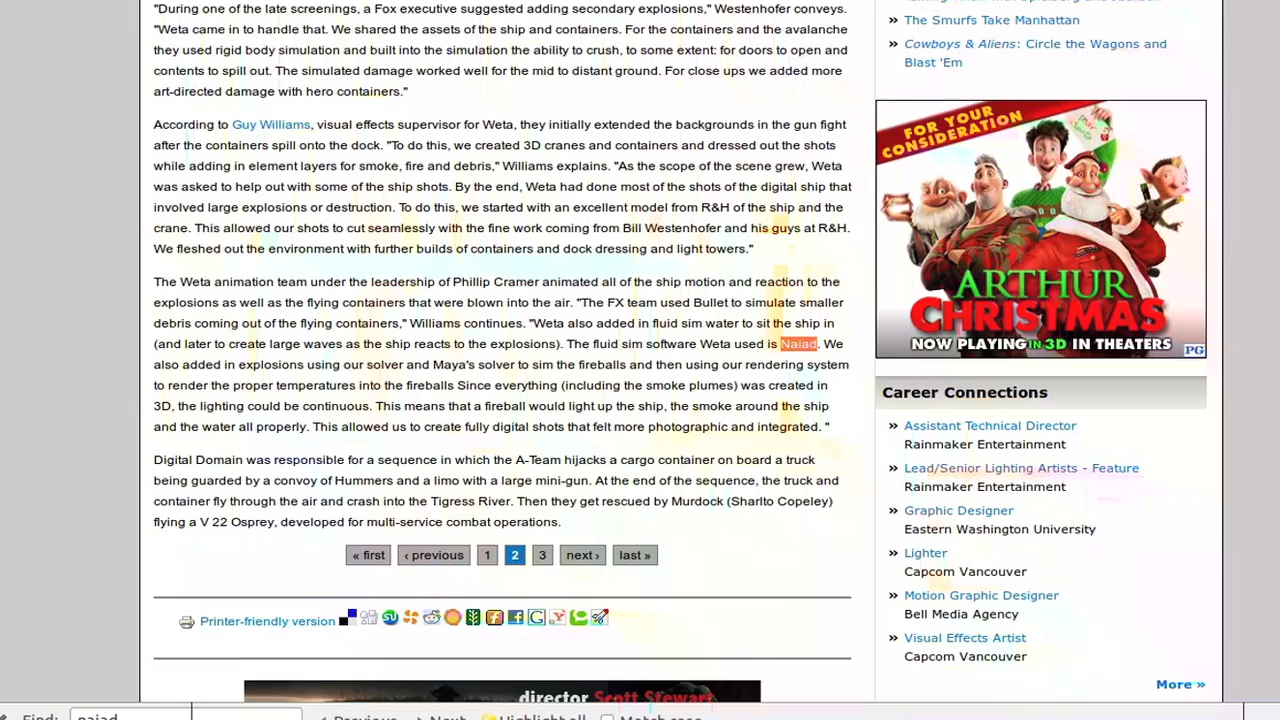 "During one of the late screenings, a Fox executive suggested adding secondary explosions," Westenhofer conveys.
"Weta came in to handle that. We shared the assets of the ship and containers. For the containers and the avalanche
they used rigid body simulation and built into the simulation the ability to crush, to some extent: for doors to open and
contents to spill out. The simulated damage worked well for the mid to distant ground. For close ups we added more
art-directed damage with hero containers."
According to Guy Williams, visual effects supervisor for Weta, they initially extended the backgrounds in the gun fight
after the containers spill onto the dock. "To do this, we created 3D cranes and containers and dressed out the shots
while adding in element layers for smoke, fire and debris," Williams explains. "As the scope of the scene grew, Weta
was asked to help out with some of the ship shots. By the end, Weta had done most of the shots of the digital ship that
involved large explosions or destruction. To do this, we started with an excellent model from R&H of the ship and the
crane. This allowed our shots to cut seamlessly with the fine work coming from Bill Westenhofer and his guys at R&H.
We fleshed out the environment with further builds of containers and dock dressing and light towers."
The Weta animation team under the leadership of Phillip Cramer animated all of the ship motion and reaction to the
explosions as well as the flying containers that were blown into the air. "The FX team used Bullet to simulate smaller
debris coming out of the flying containers," Williams continues. "Weta also added in fluid sim water to sit the ship in
(and later to create large waves as the ship reacts to the explosions). The fluid sim software Weta used is Naiad. We
also added in explosions using our solver and Maya's solver to sim the fireballs and then using our rendering system
to render the proper temperatures into the fireballs Since everything (including the smoke plumes) was created in
3D, the lighting could be continuous. This means that a fireball would light up the ship, the smoke around the ship
and the water all properly. This allowed us to create fully digital shots that felt more photographic and integrated. "
Digital Domain was responsible for a sequence in which the A-Team hijacks a cargo container on board a truck
being guarded by a convoy of Hummers and a limo with a large mini-gun. At the end of the sequence, the truck and
container fly through the air and crash into the Tigress River. Then they get rescued by Murdock (Sharlto Copeley)
flying a V 22 Osprey, developed for multi-service combat operations.
« first ‹ previous 1 2 3 next › last »
Printer-friendly version
director Scott Stewart
» The Smurfs Take Manhattan
» Cowboys & Aliens: Circle the Wagons and
Blast 'Em
FOR YOUR
CONSIDERATION
ARTHUR
CHRISTMAS
NOW PLAYING IN 3D IN THEATERS
PG
Career Connections
» Assistant Technical Director
Rainmaker Entertainment
» Lead/Senior Lighting Artists - Feature
Rainmaker Entertainment
» Graphic Designer
Eastern Washington University
» Lighter
Capcom Vancouver
» Motion Graphic Designer
Bell Media Agency
» Visual Effects Artist
Capcom Vancouver
More »
Find: naiad Previous Next Highlight all Match case